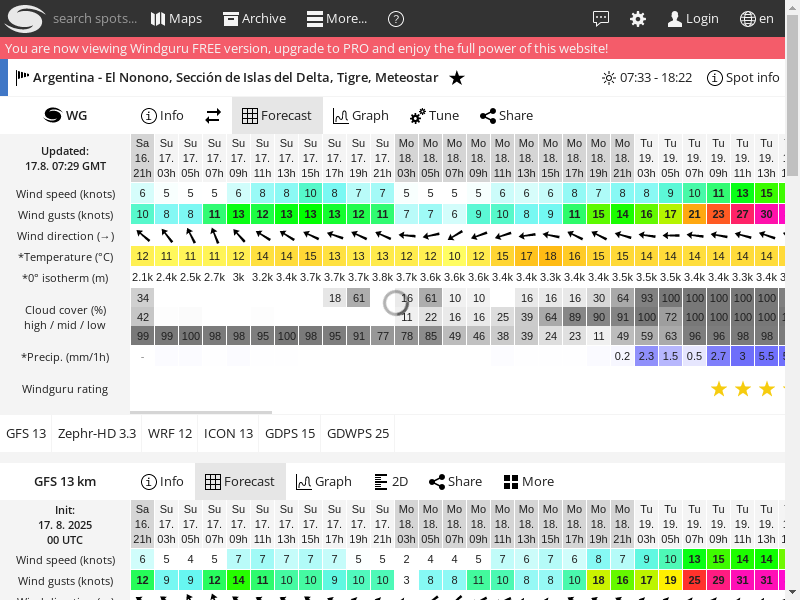 search spots...
Maps
Archive
More...
?
Login
en
You are now viewing Windguru FREE version, upgrade to PRO and enjoy the full power of this website!
Argentina - El Nonono, Sección de Islas del Delta, Tigre, Meteostar
07:33 - 18:22
Spot info
WG
Info
Forecast
Graph
Tune
Share
Updated:
17.8. 07:29 GMT
Sa Su Su Su Su Su Su Su Su Su Su Mo Mo Mo Mo Mo Mo Mo Mo Mo Mo Tu Tu Tu Tu Tu Tu
16. 17. 17. 17. 17. 17. 17. 17. 17. 17. 17. 18. 18. 18. 18. 18. 18. 18. 18. 18. 18. 19. 19. 19. 19. 19. 19.
21h 03h 05h 07h 09h 11h 13h 15h 17h 19h 21h 03h 05h 07h 09h 11h 13h 15h 17h 19h 21h 03h 05h 07h 09h 11h 13h
Wind speed (knots) 6 5 5 5 6 8 8 10 8 7 7 5 5 5 5 6 6 6 8 7 8 8 9 10 11 13 15
Wind gusts (knots) 10 8 8 11 13 12 13 13 13 12 11 7 7 6 9 10 8 9 11 15 14 16 17 21 23 27 30
Wind direction (→)
*Temperature (°C) 12 11 11 11 12 14 14 15 13 13 13 12 12 10 12 15 17 18 16 15 15 14 14 14 14 14 14
*0° isotherm (m) 2.1k 2.4k 2.5k 2.7k 3k 3.2k 3.4k 3.7k 3.7k 3.7k 3.8k 3.7k 3.6k 3.6k 3.6k 3.4k 3.4k 3.3k 3.4k 3.4k 3.5k 3.5k 3.5k 3.4k 3.4k 3.3k 3.4k
Cloud cover (%)
high / mid / low
34 18 61 16 61 10 10 16 16 16 30 64 93 100 100 100 100 100
42 11 22 16 16 25 39 64 89 90 91 100 72 100 100 100 100
99 99 100 98 98 95 100 98 95 91 77 78 85 49 46 38 39 24 23 11 49 59 63 96 96 98 98
*Precip. (mm/1h) - 0.2 2.3 1.5 0.5 2.7 3 5.5
Windguru rating
GFS 13
Zephr-HD 3.3
WRF 12
ICON 13
GDPS 15
GDWPS 25
GFS 13 km
Info
Forecast
Graph
2D
Share
More
Init:
17. 8. 2025
00 UTC
Sa Su Su Su Su Su Su Su Su Su Su Mo Mo Mo Mo Mo Mo Mo Mo Mo Mo Tu Tu Tu Tu Tu Tu
16. 17. 17. 17. 17. 17. 17. 17. 17. 17. 17. 18. 18. 18. 18. 18. 18. 18. 18. 18. 18. 19. 19. 19. 19. 19. 19.
21h 03h 05h 07h 09h 11h 13h 15h 17h 19h 21h 03h 05h 07h 09h 11h 13h 15h 17h 19h 21h 03h 05h 07h 09h 11h 13h
Wind speed (knots) 6 5 4 5 7 7 7 7 7 5 5 2 4 4 5 7 6 7 6 8 7 9 10 13 15 14 14
Wind gusts (knots) 12 9 9 12 14 11 10 10 9 10 10 3 8 8 11 10 8 8 10 18 16 17 19 25 29 31 31